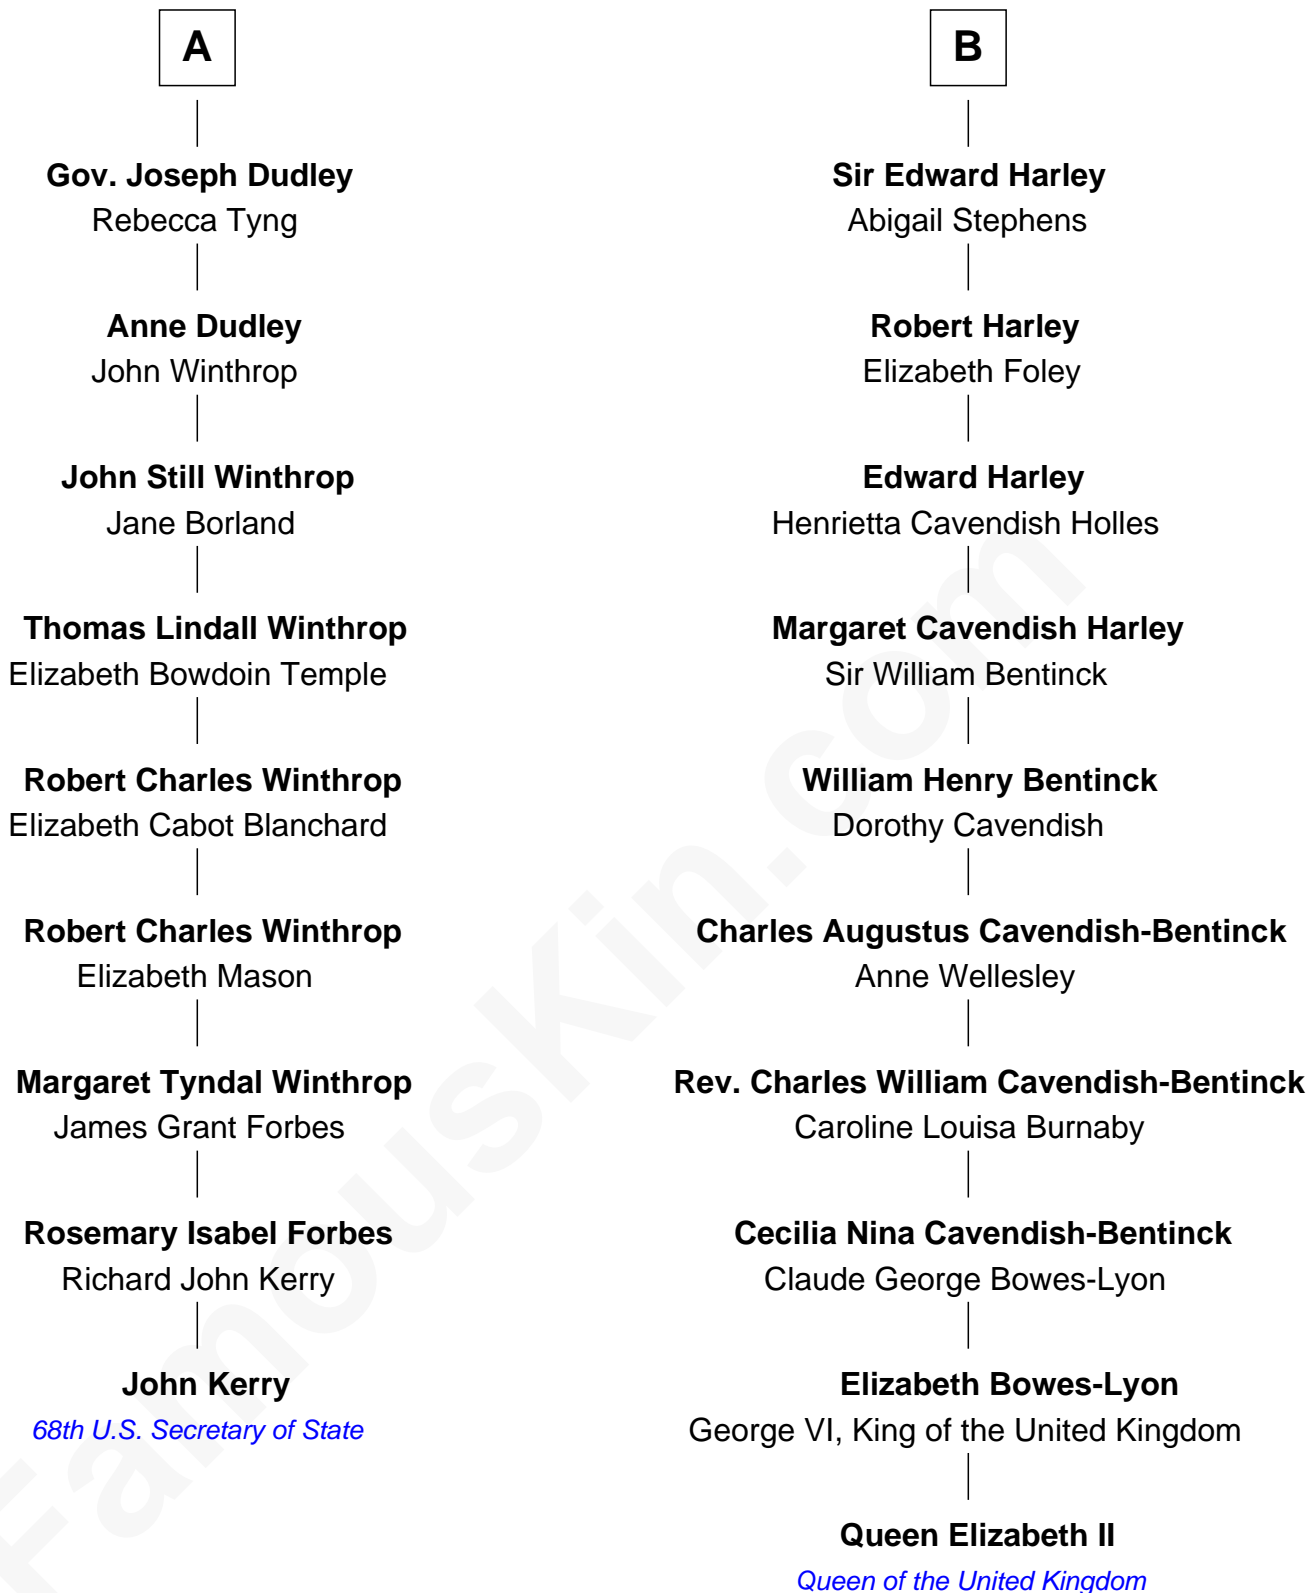 A
Gov. Joseph Dudley
Rebecca Tyng
Anne Dudley
John Winthrop
John Still Winthrop
Jane Borland
Thomas Lindall Winthrop
Elizabeth Bowdoin Temple
Robert Charles Winthrop
Elizabeth Cabot Blanchard
Robert Charles Winthrop
Elizabeth Mason
Margaret Tyndal Winthrop
James Grant Forbes
Rosemary Isabel Forbes
Richard John Kerry
John Kerry
68th U.S. Secretary of State
B
Sir Edward Harley
Abigail Stephens
Robert Harley
Elizabeth Foley
Edward Harley
Henrietta Cavendish Holles
Margaret Cavendish Harley
Sir William Bentinck
William Henry Bentinck
Dorothy Cavendish
Charles Augustus Cavendish-Bentinck
Anne Wellesley
Rev. Charles William Cavendish-Bentinck
Caroline Louisa Burnaby
Cecilia Nina Cavendish-Bentinck
Claude George Bowes-Lyon
Elizabeth Bowes-Lyon
George VI, King of the United Kingdom
Queen Elizabeth II
Queen of the United Kingdom
FamousKin.com